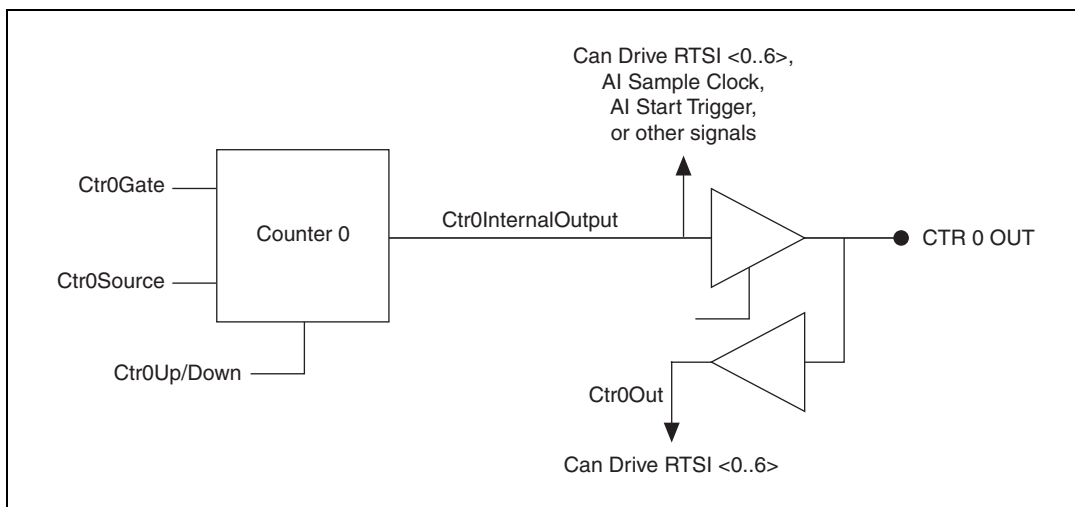 Can Drive RTSI <0..6>,
AI Sample Clock,
AI Start Trigger,
or other signals
Ctr0Gate
Counter 0
Ctr0InternalOutput
CTR 0 OUT
Ctr0Source
Ctr0Up/Down
Ctr0Out
Can Drive RTSI <0..6>